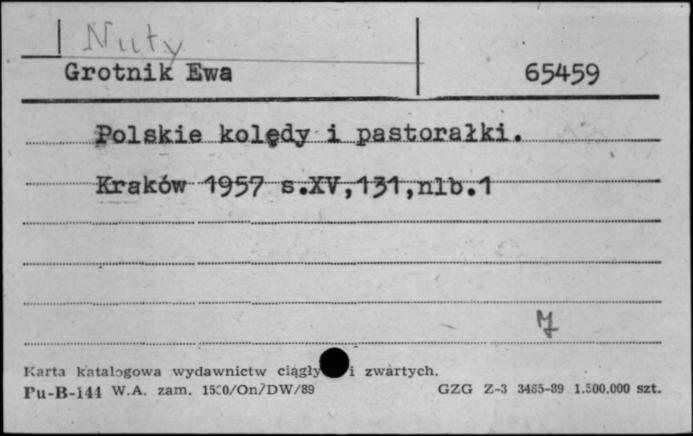 Nuty
Grotnik Ewa 65459
Polskie kolędy i pastorałki.
Kraków 1957 s.XV,131,nlb.1
Karta katalogowa wydawnictw ciągły i zwartych.
Pu-B-144 W.A. zam. 1500/On/DW/89 GZG Z-3 3485-89 1.500.000 szt.